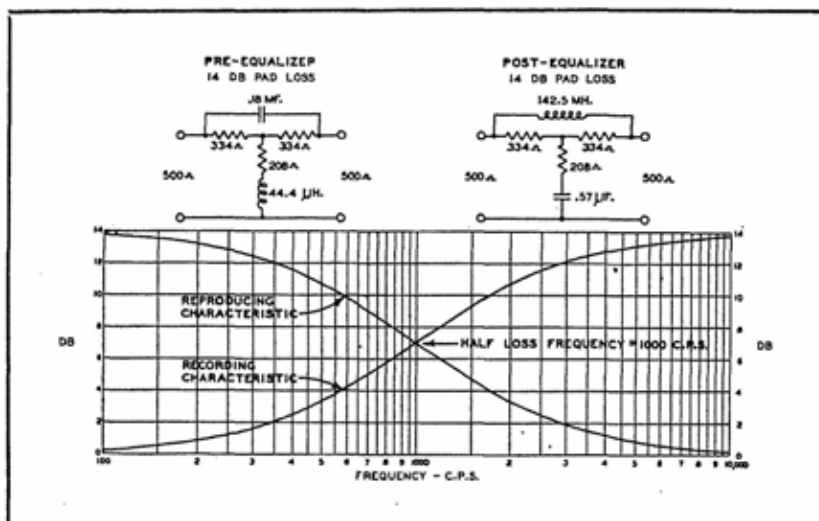 PRE-EQUALIZEP
14 DB PAD LOSS
.18 MF.
334Ω
334Ω
208Ω
500Ω
500Ω
44.4 μH.
POST-EQUALIZER
14 DB PAD LOSS
142.5 MH.
334Ω
334Ω
208Ω
500Ω
500Ω
.57μF.
14
12
10
8
6
4
2
0
DB
REPRODUCING
CHARACTERISTIC
RECORDING
CHARACTERISTIC
HALF LOSS FREQUENCY = 1000 C.P.S.
14
12
10
8
6
4
2
0
DB
100 2 3 4 5 6 7 8 9 1000 2 3 4 5 6 7 8 9 10,000
FREQUENCY - C.P.S.